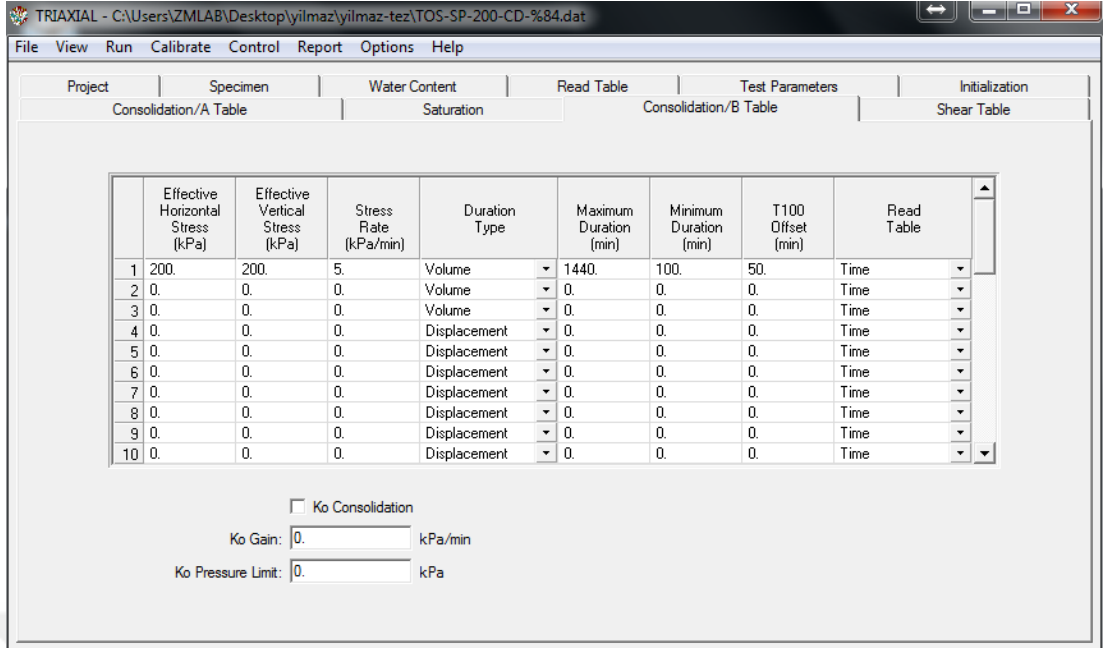 TRIAXIAL - C:\Users\ZMLAB\Desktop\yilmaz\yilmaz-tez\TOS-SP-200-CD-%84.dat
File View Run Calibrate Control Report Options Help
Project Specimen Water Content Read Table Test Parameters Initialization
Consolidation/A Table Saturation Consolidation/B Table Shear Table
Effective Horizontal Stress (kPa) Effective Vertical Stress (kPa) Stress Rate (kPa/min) Duration Type Maximum Duration (min) Minimum Duration (min) T100 Offset (min) Read Table
1 200. 200. 5. Volume 1440. 100. 50. Time
2 0. 0. 0. Volume 0. 0. 0. Time
3 0. 0. 0. Volume 0. 0. 0. Time
4 0. 0. 0. Displacement 0. 0. 0. Time
5 0. 0. 0. Displacement 0. 0. 0. Time
6 0. 0. 0. Displacement 0. 0. 0. Time
7 0. 0. 0. Displacement 0. 0. 0. Time
8 0. 0. 0. Displacement 0. 0. 0. Time
9 0. 0. 0. Displacement 0. 0. 0. Time
10 0. 0. 0. Displacement 0. 0. 0. Time
Ko Consolidation
Ko Gain: 0. kPa/min
Ko Pressure Limit: 0. kPa